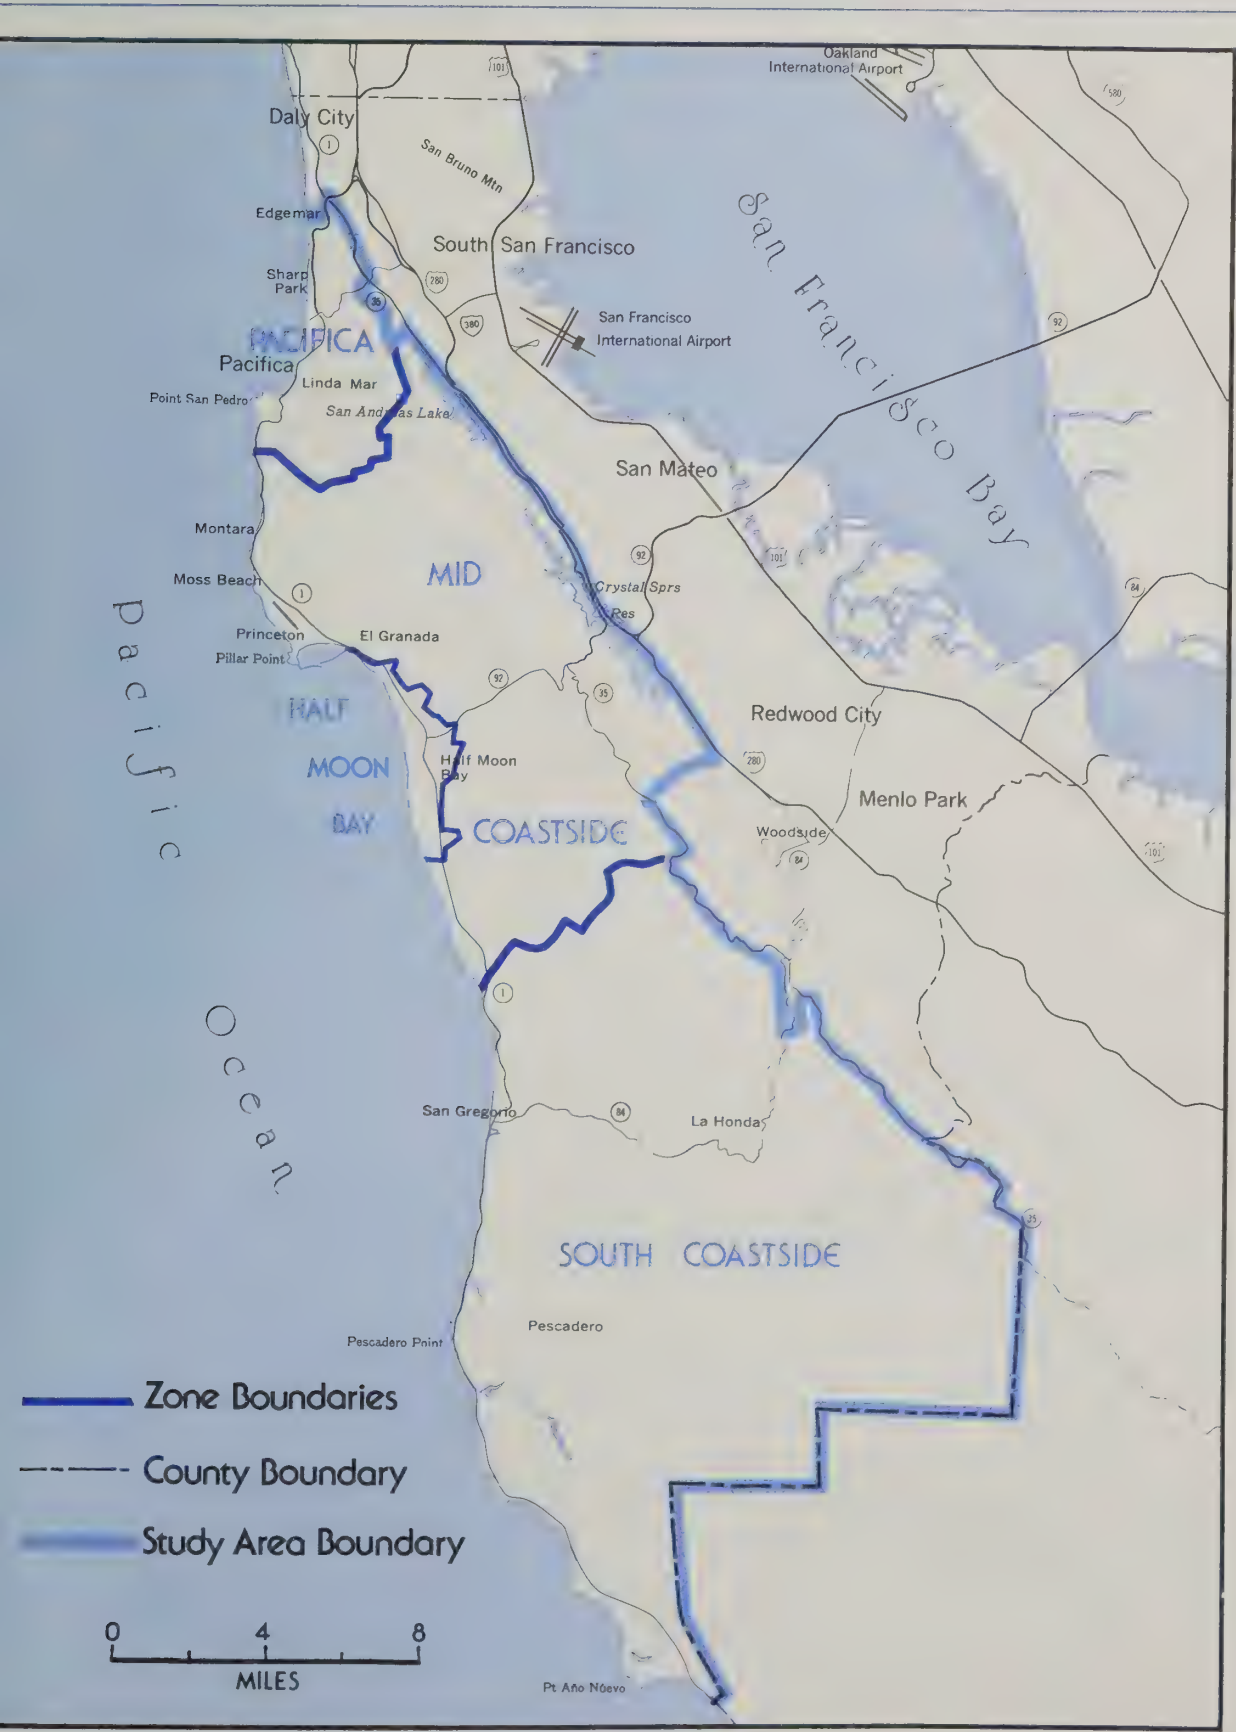 Oakland
International Airport
101
580
Daly City
1
San Bruno Mtn
Edgemar
South San Francisco
San Francisco Bay
Sharp
Park
280
35
380
San Francisco
International Airport
92
PACIFICA
Pacifica
Linda Mar
Point San Pedro
San Andreas Lake
San Mateo
Montara
92
101
MID
Moss Beach
1
Crystal Sprs
Res
84
Pacific
Princeton
El Granada
Pillar Point
92
35
HALF
MOON
BAY
Redwood City
Half Moon
Bay
280
Menlo Park
COASTSIDE
Woodside
84
101
1
Ocean
San Gregorio
84
La Honda
35
SOUTH COASTSIDE
Pescadero
Pescadero Point
Zone Boundaries
County Boundary
Study Area Boundary
0 4 8
MILES
Pt Año Nuevo